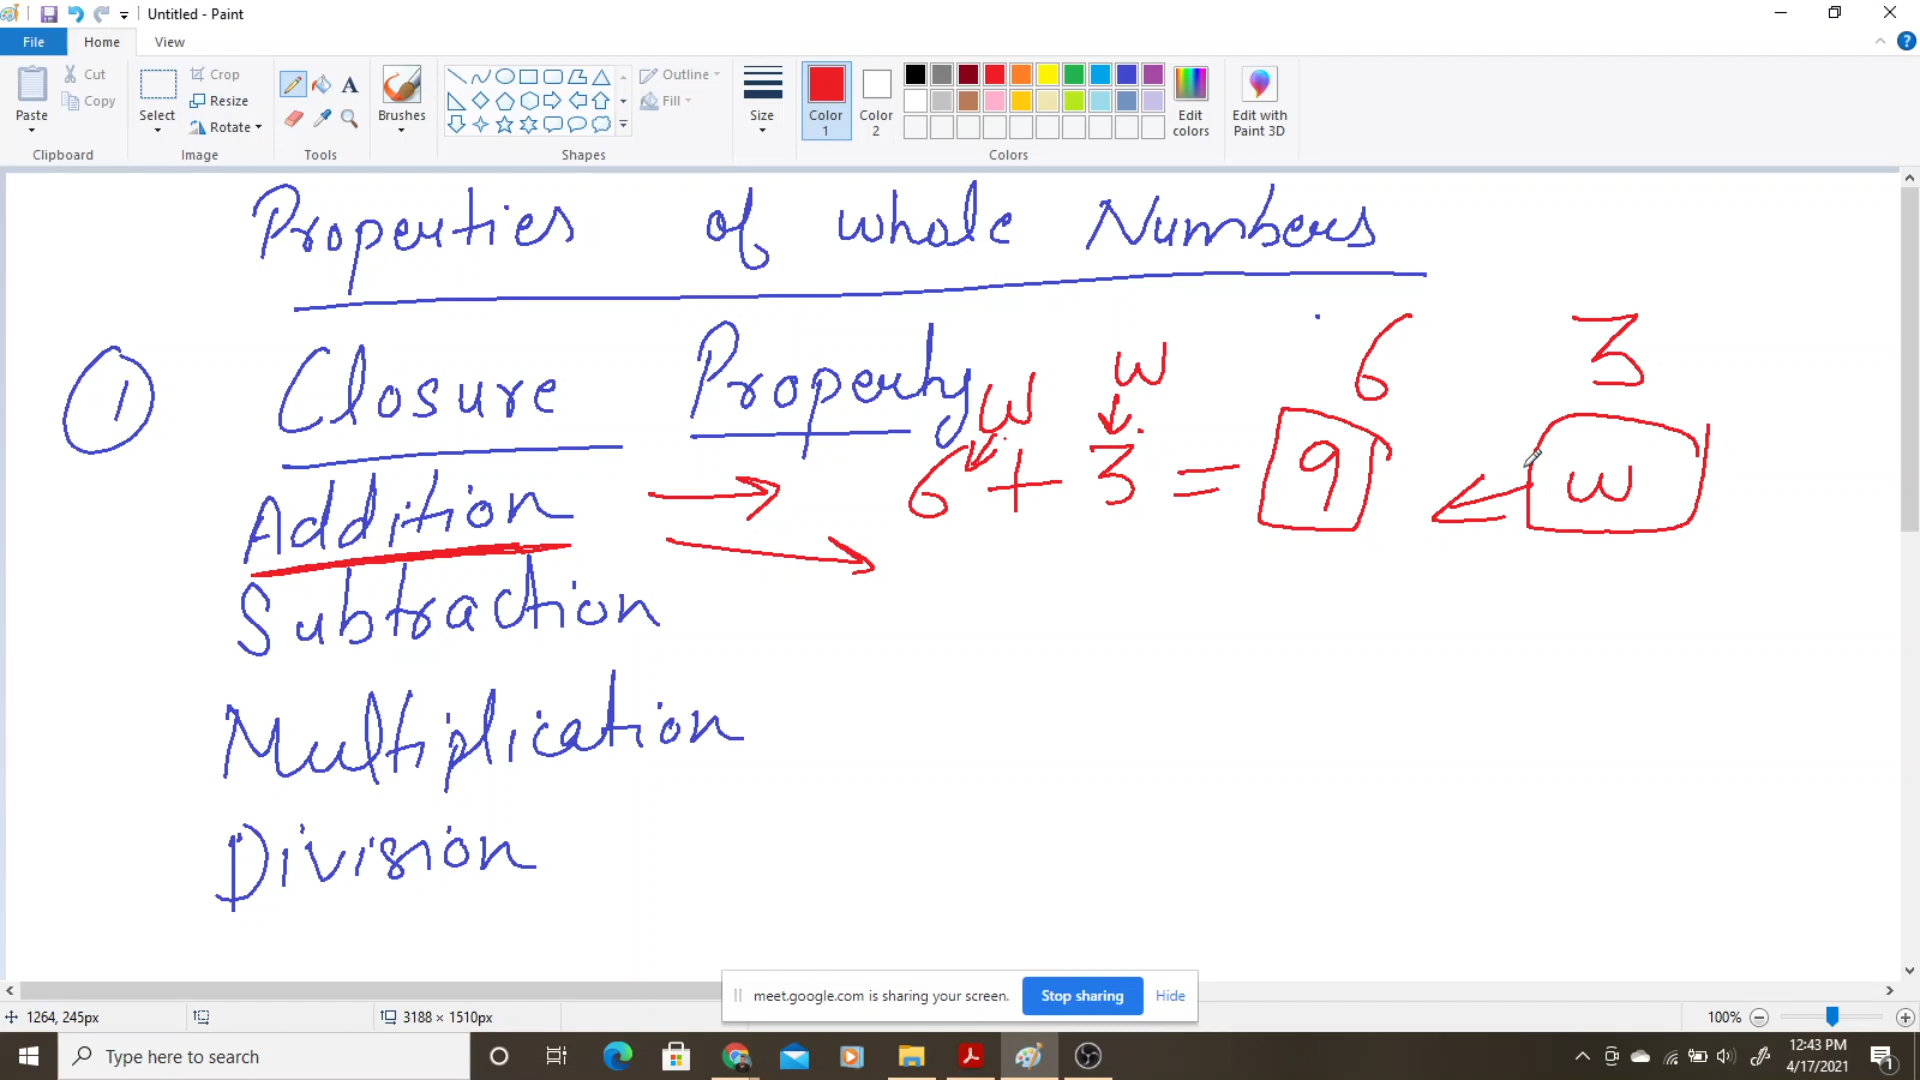 Untitled - Paint
File Home View
Paste Cut Copy Select Crop Resize Rotate Brushes Outline Fill Size Color 1 Color 2 Edit colors Edit with Paint 3D
Clipboard Image Tools Shapes Colors
Properties of whole Numbers
1 Closure Property
w w 6 3
Addition 6 + 3 = 9 w
Subtraction
Multiplication
Division
meet.google.com is sharing your screen. Stop sharing Hide
1264, 245px 3188 × 1510px 100%
Type here to search 12:43 PM
4/17/2021 1